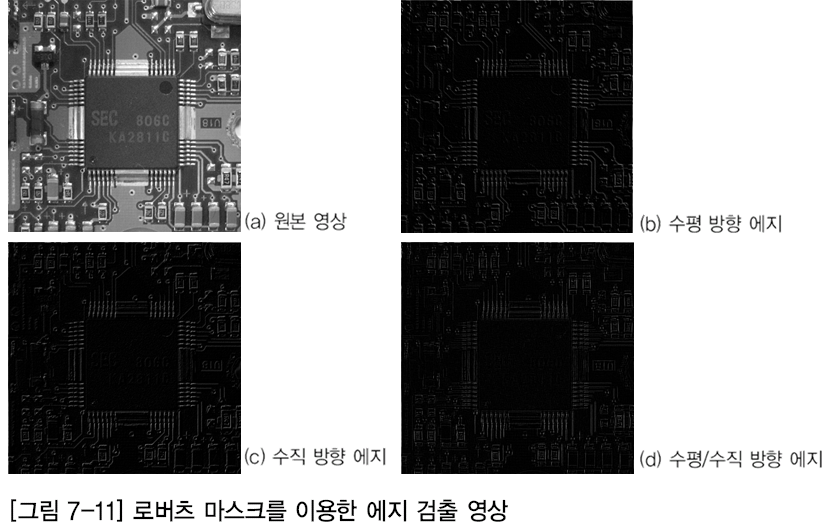 SEC 806C
KA2811C
U18
(a) 원본 영상
(b) 수평 방향 에지
(c) 수직 방향 에지
(d) 수평/수직 방향 에지
[그림 7-11] 로버츠 마스크를 이용한 에지 검출 영상